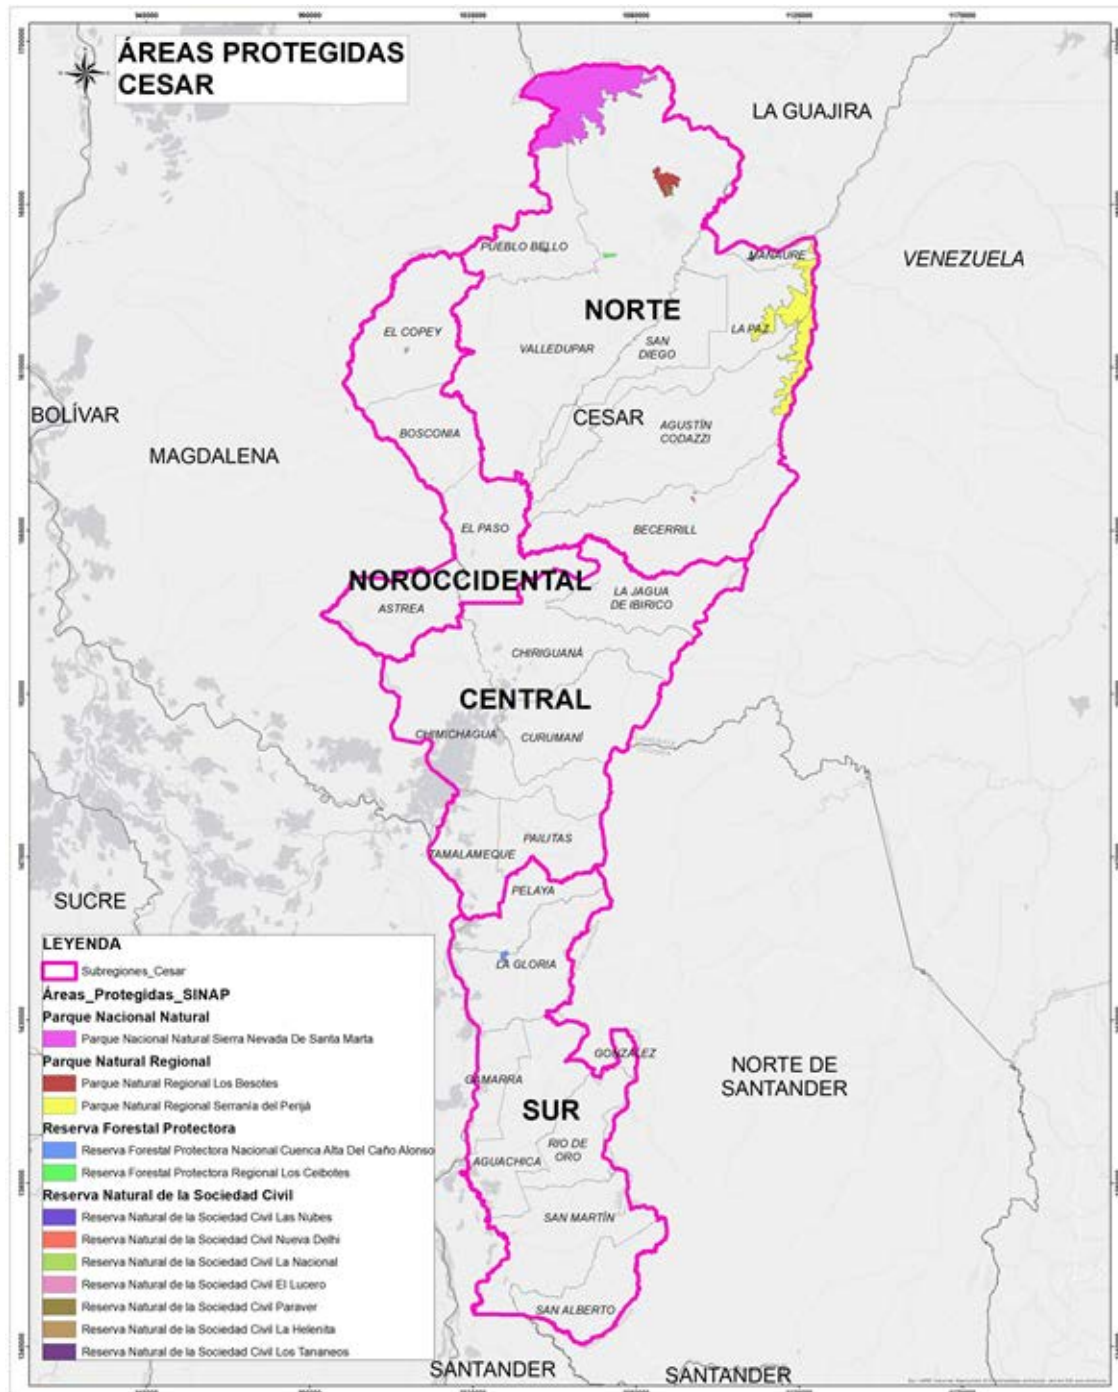 ÁREAS PROTEGIDAS
CESAR
LA GUAJIRA
PUEBLO BELLO
MANAURE
VENEZUELA
NORTE
EL COPEY
LA PAZ
VALLEDUPAR
SAN
DIEGO
BOLÍVAR
CESAR
AGUSTÍN
CODAZZI
BOSCONIA
MAGDALENA
EL PASO
BECERRILL
NOROCCIDENTAL
ASTREA
LA JAGUA
DE IBIRICO
CHIRIGUANÁ
CENTRAL
CHIMICHAGUA
CURUMANÍ
PAILITAS
TAMALAMEQUE
PELAYA
SUCRE
LA GLORIA
GONZÁLEZ
NORTE DE
SANTANDER
GAMARRA
SUR
RIO DE
ORO
AGUACHICA
SAN MARTÍN
SAN ALBERTO
SANTANDER
SANTANDER
LEYENDA
Subregiones_Cesar
Áreas_Protegidas_SINAP
Parque Nacional Natural
Parque Nacional Natural Sierra Nevada De Santa Marta
Parque Natural Regional
Parque Natural Regional Los Besotes
Parque Natural Regional Serranía del Perijá
Reserva Forestal Protectora
Reserva Forestal Protectora Nacional Cuenca Alta Del Caño Alonso
Reserva Forestal Protectora Regional Los Ceibotes
Reserva Natural de la Sociedad Civil
Reserva Natural de la Sociedad Civil Las Nubes
Reserva Natural de la Sociedad Civil Nueva Delhi
Reserva Natural de la Sociedad Civil La Nacional
Reserva Natural de la Sociedad Civil El Lucero
Reserva Natural de la Sociedad Civil Paraver
Reserva Natural de la Sociedad Civil La Helenita
Reserva Natural de la Sociedad Civil Los Tananeos